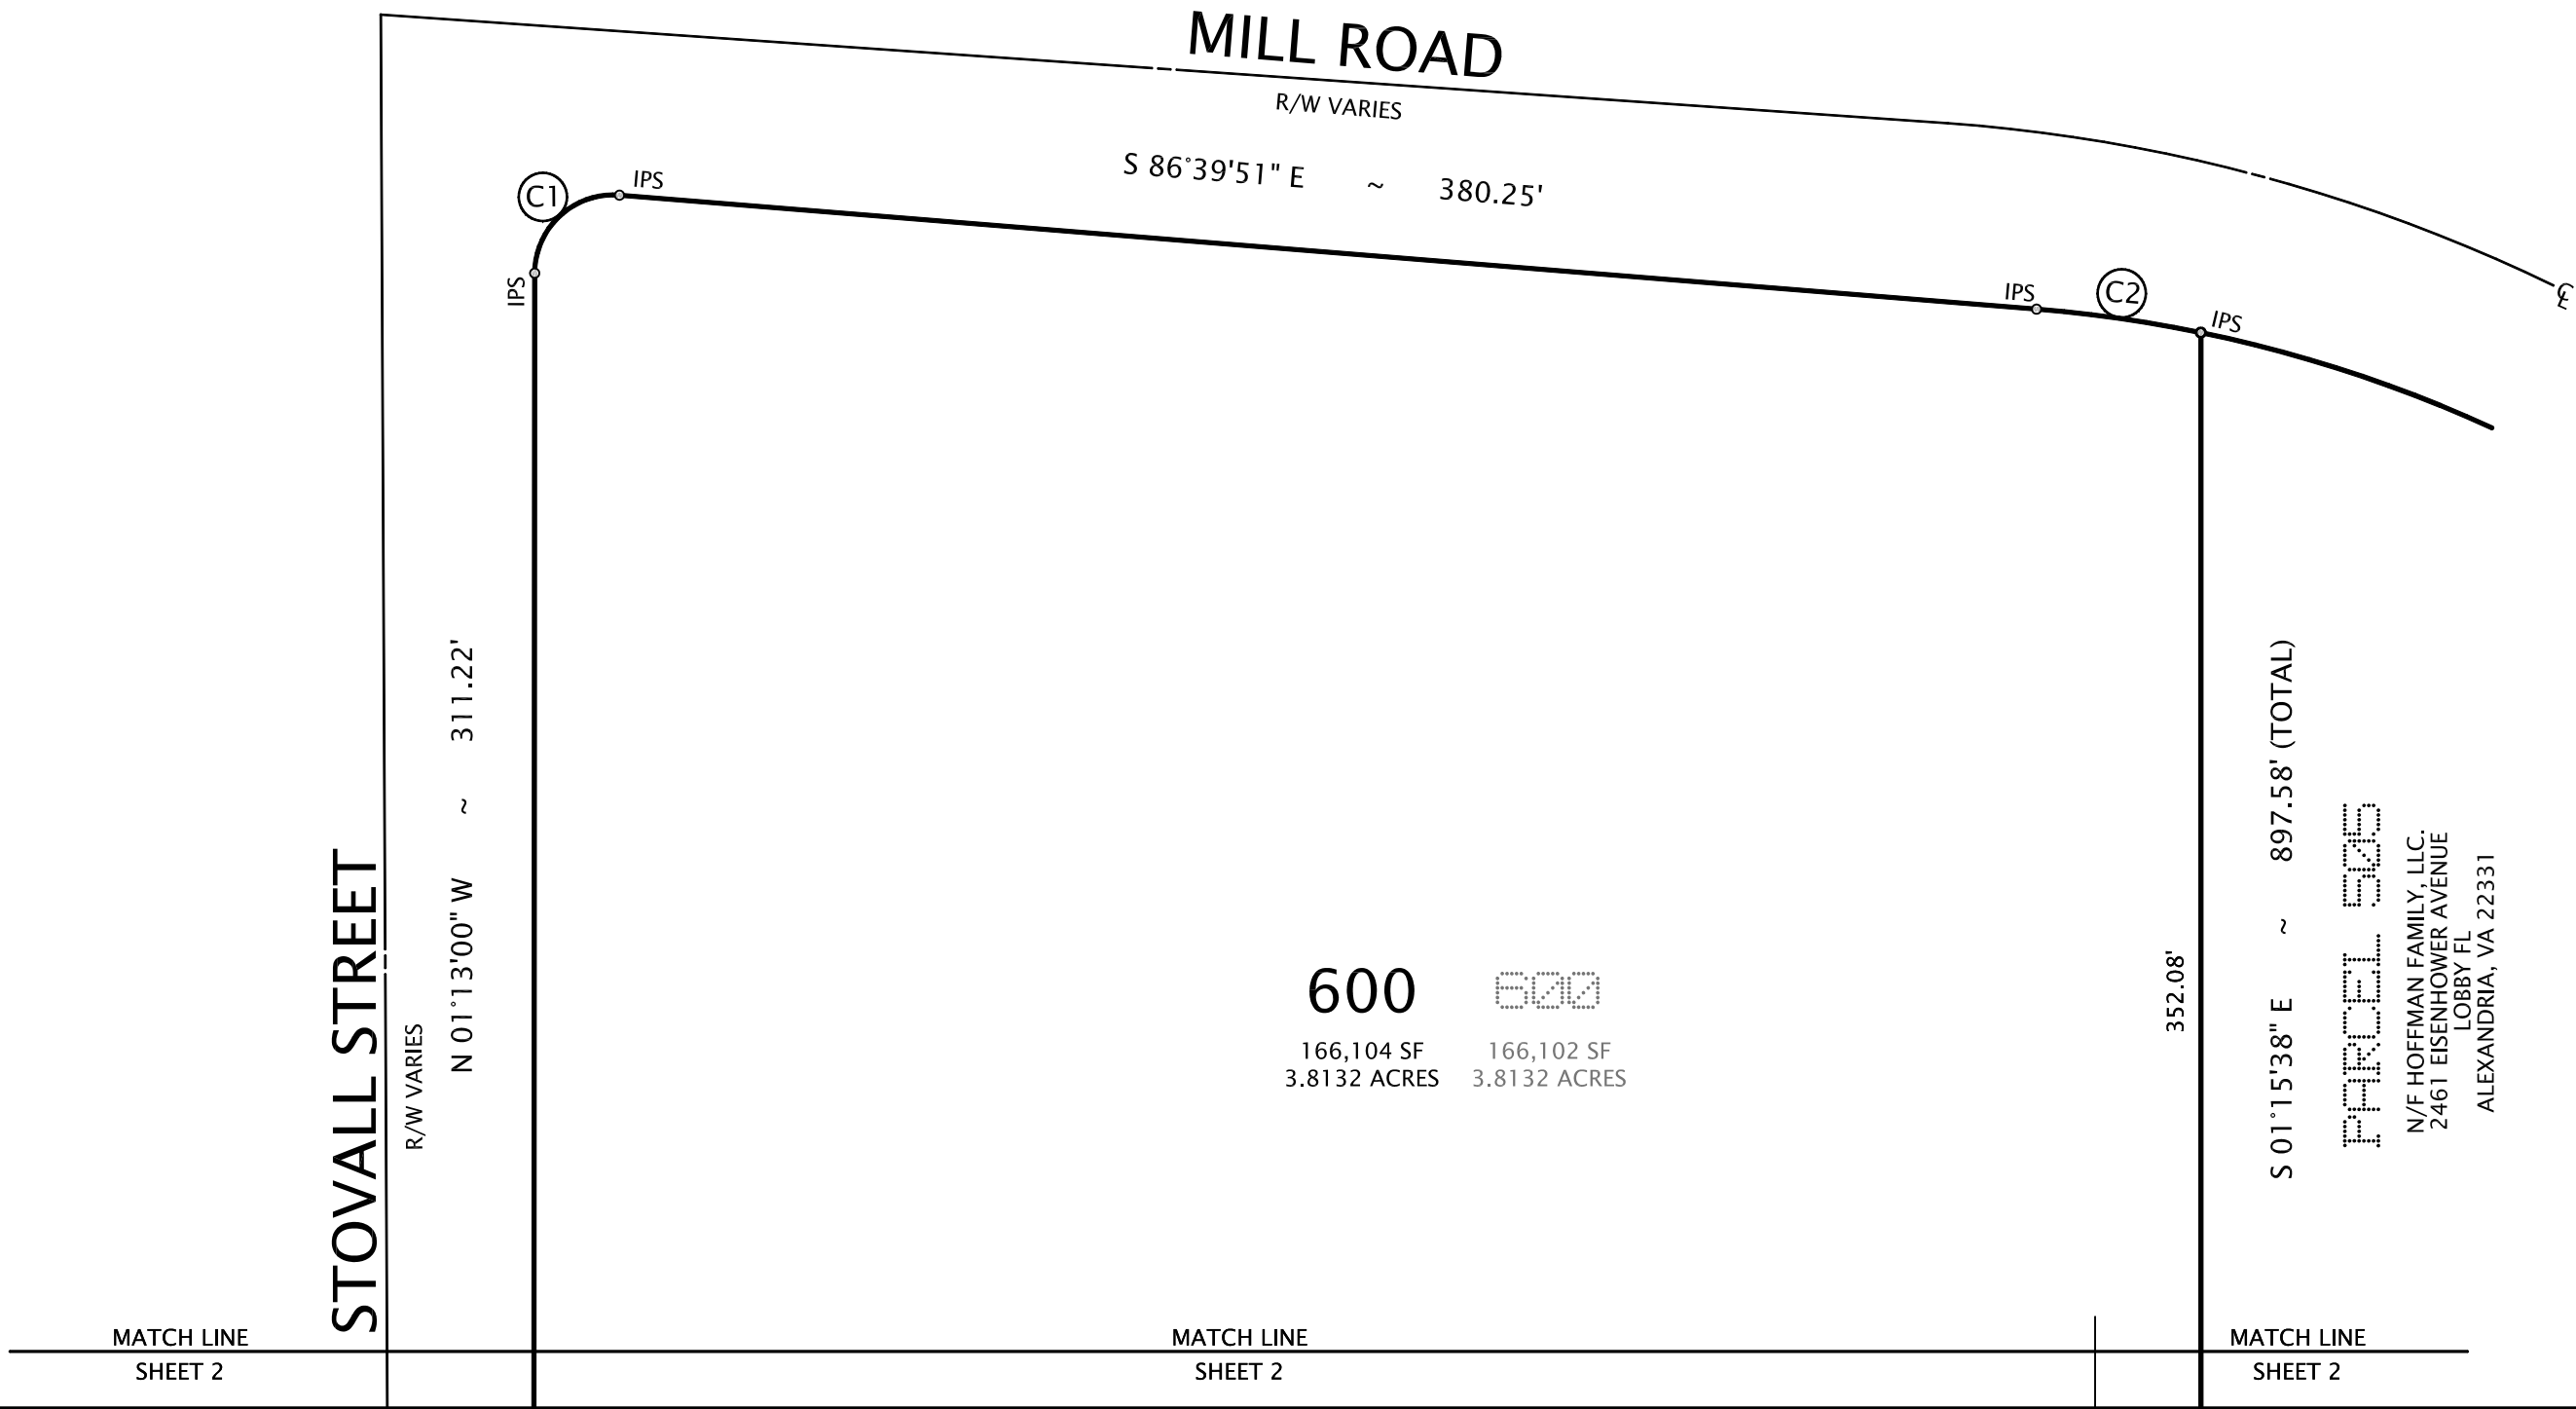 MILL ROAD
R/W VARIES
S 86°39'51" E ~ 380.25'
C1
IPS
IPS
IPS
C2
IPS
℄
STOVALL STREET
R/W VARIES
N 01°13'00" W ~ 311.22'
600
166,104 SF
3.8132 ACRES
600
166,102 SF
3.8132 ACRES
352.08'
S 01°15'38" E ~ 897.58' (TOTAL)
PARCEL 505
N/F HOFFMAN FAMILY, LLC.
2461 EISENHOWER AVENUE
LOBBY FL
ALEXANDRIA, VA 22331
MATCH LINE
SHEET 2
MATCH LINE
SHEET 2
MATCH LINE
SHEET 2